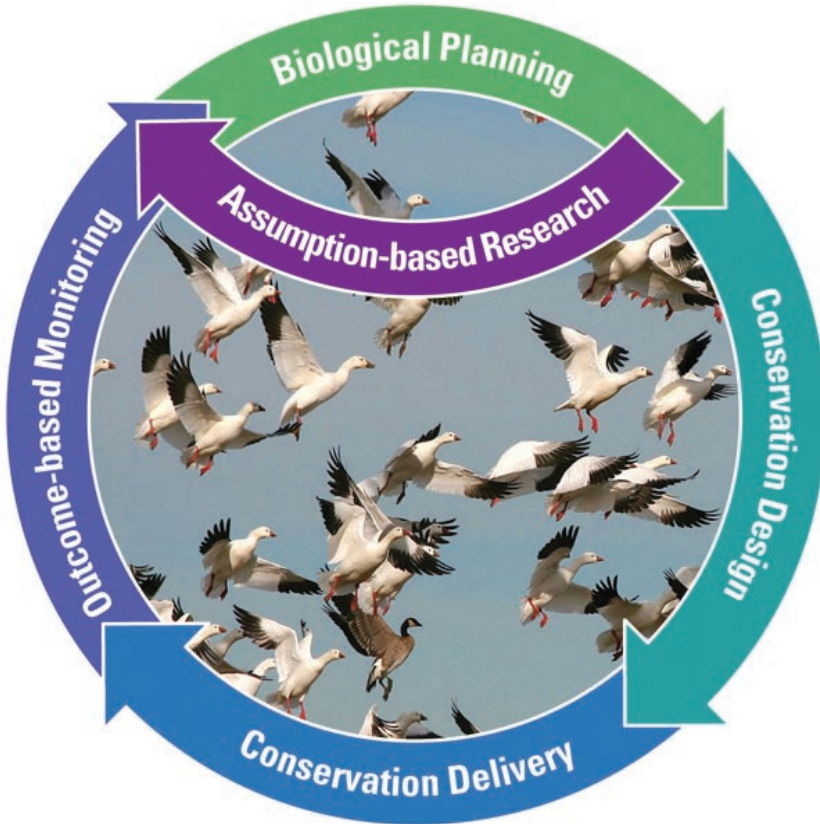 Biological Planning
Assumption-based Research
Conservation Design
Conservation Delivery
Outcome-based Monitoring